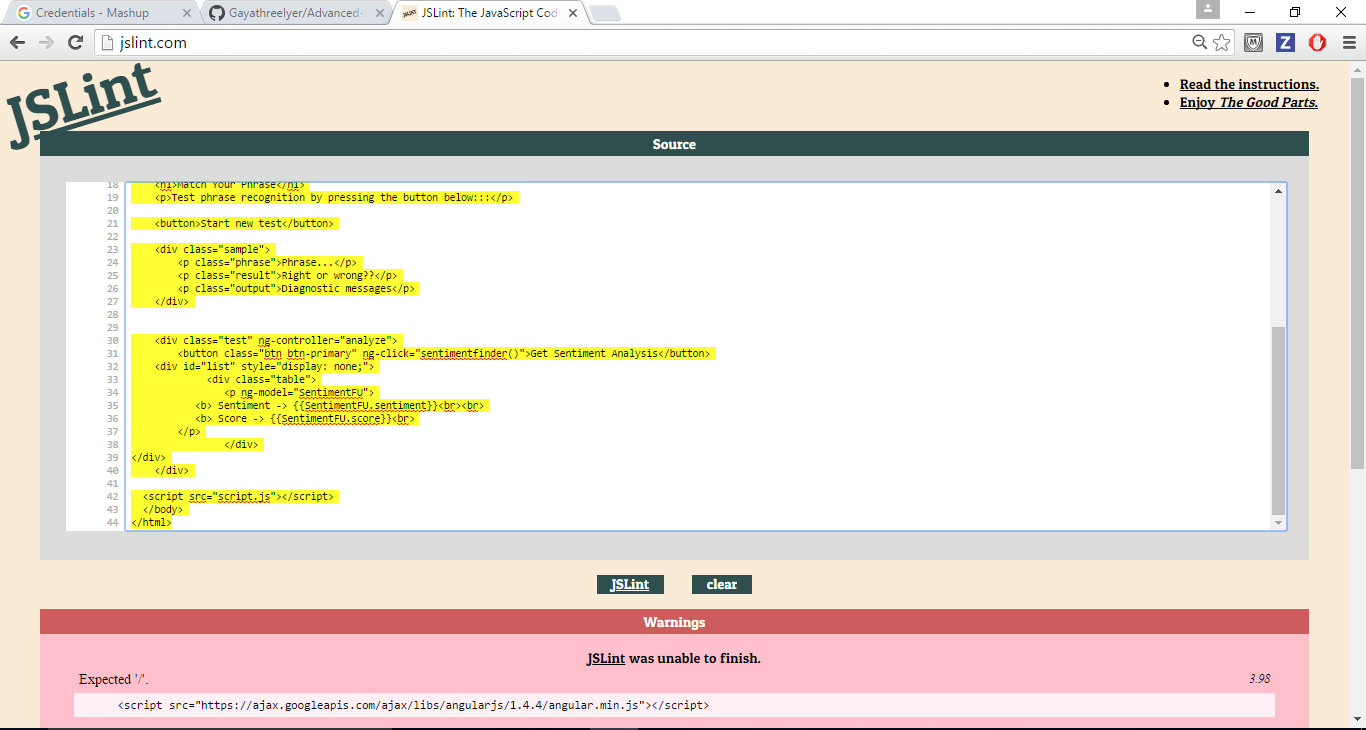 Credentials - Mashup
GayathreeIyer/Advanced-
JSLint: The JavaScript Cod
jslint.com
JSLint
Read the instructions.
Enjoy The Good Parts.
Source
18 <h1>Match Your Phrase</h1>
19 <p>Test phrase recognition by pressing the button below:::</p>
20
21 <button>Start new test</button>
22
23 <div class="sample">
24 <p class="phrase">Phrase...</p>
25 <p class="result">Right or wrong??</p>
26 <p class="output">Diagnostic messages</p>
27 </div>
28
29
30 <div class="test" ng-controller="analyze">
31 <button class="btn btn-primary" ng-click="sentimentfinder()">Get Sentiment Analysis</button>
32 <div id="list" style="display: none;">
33 <div class="table">
34 <p ng-model="SentimentFU">
35 <b> Sentiment -> {{SentimentFU.sentiment}}<br><br>
36 <b> Score -> {{SentimentFU.score}}<br>
37 </p>
38 </div>
39 </div>
40 </div>
41
42 <script src="script.js"></script>
43 </body>
44 </html>
JSLint clear
Warnings
JSLint was unable to finish.
Expected '/'. 3.98
<script src="https://ajax.googleapis.com/ajax/libs/angularjs/1.4.4/angular.min.js"></script>